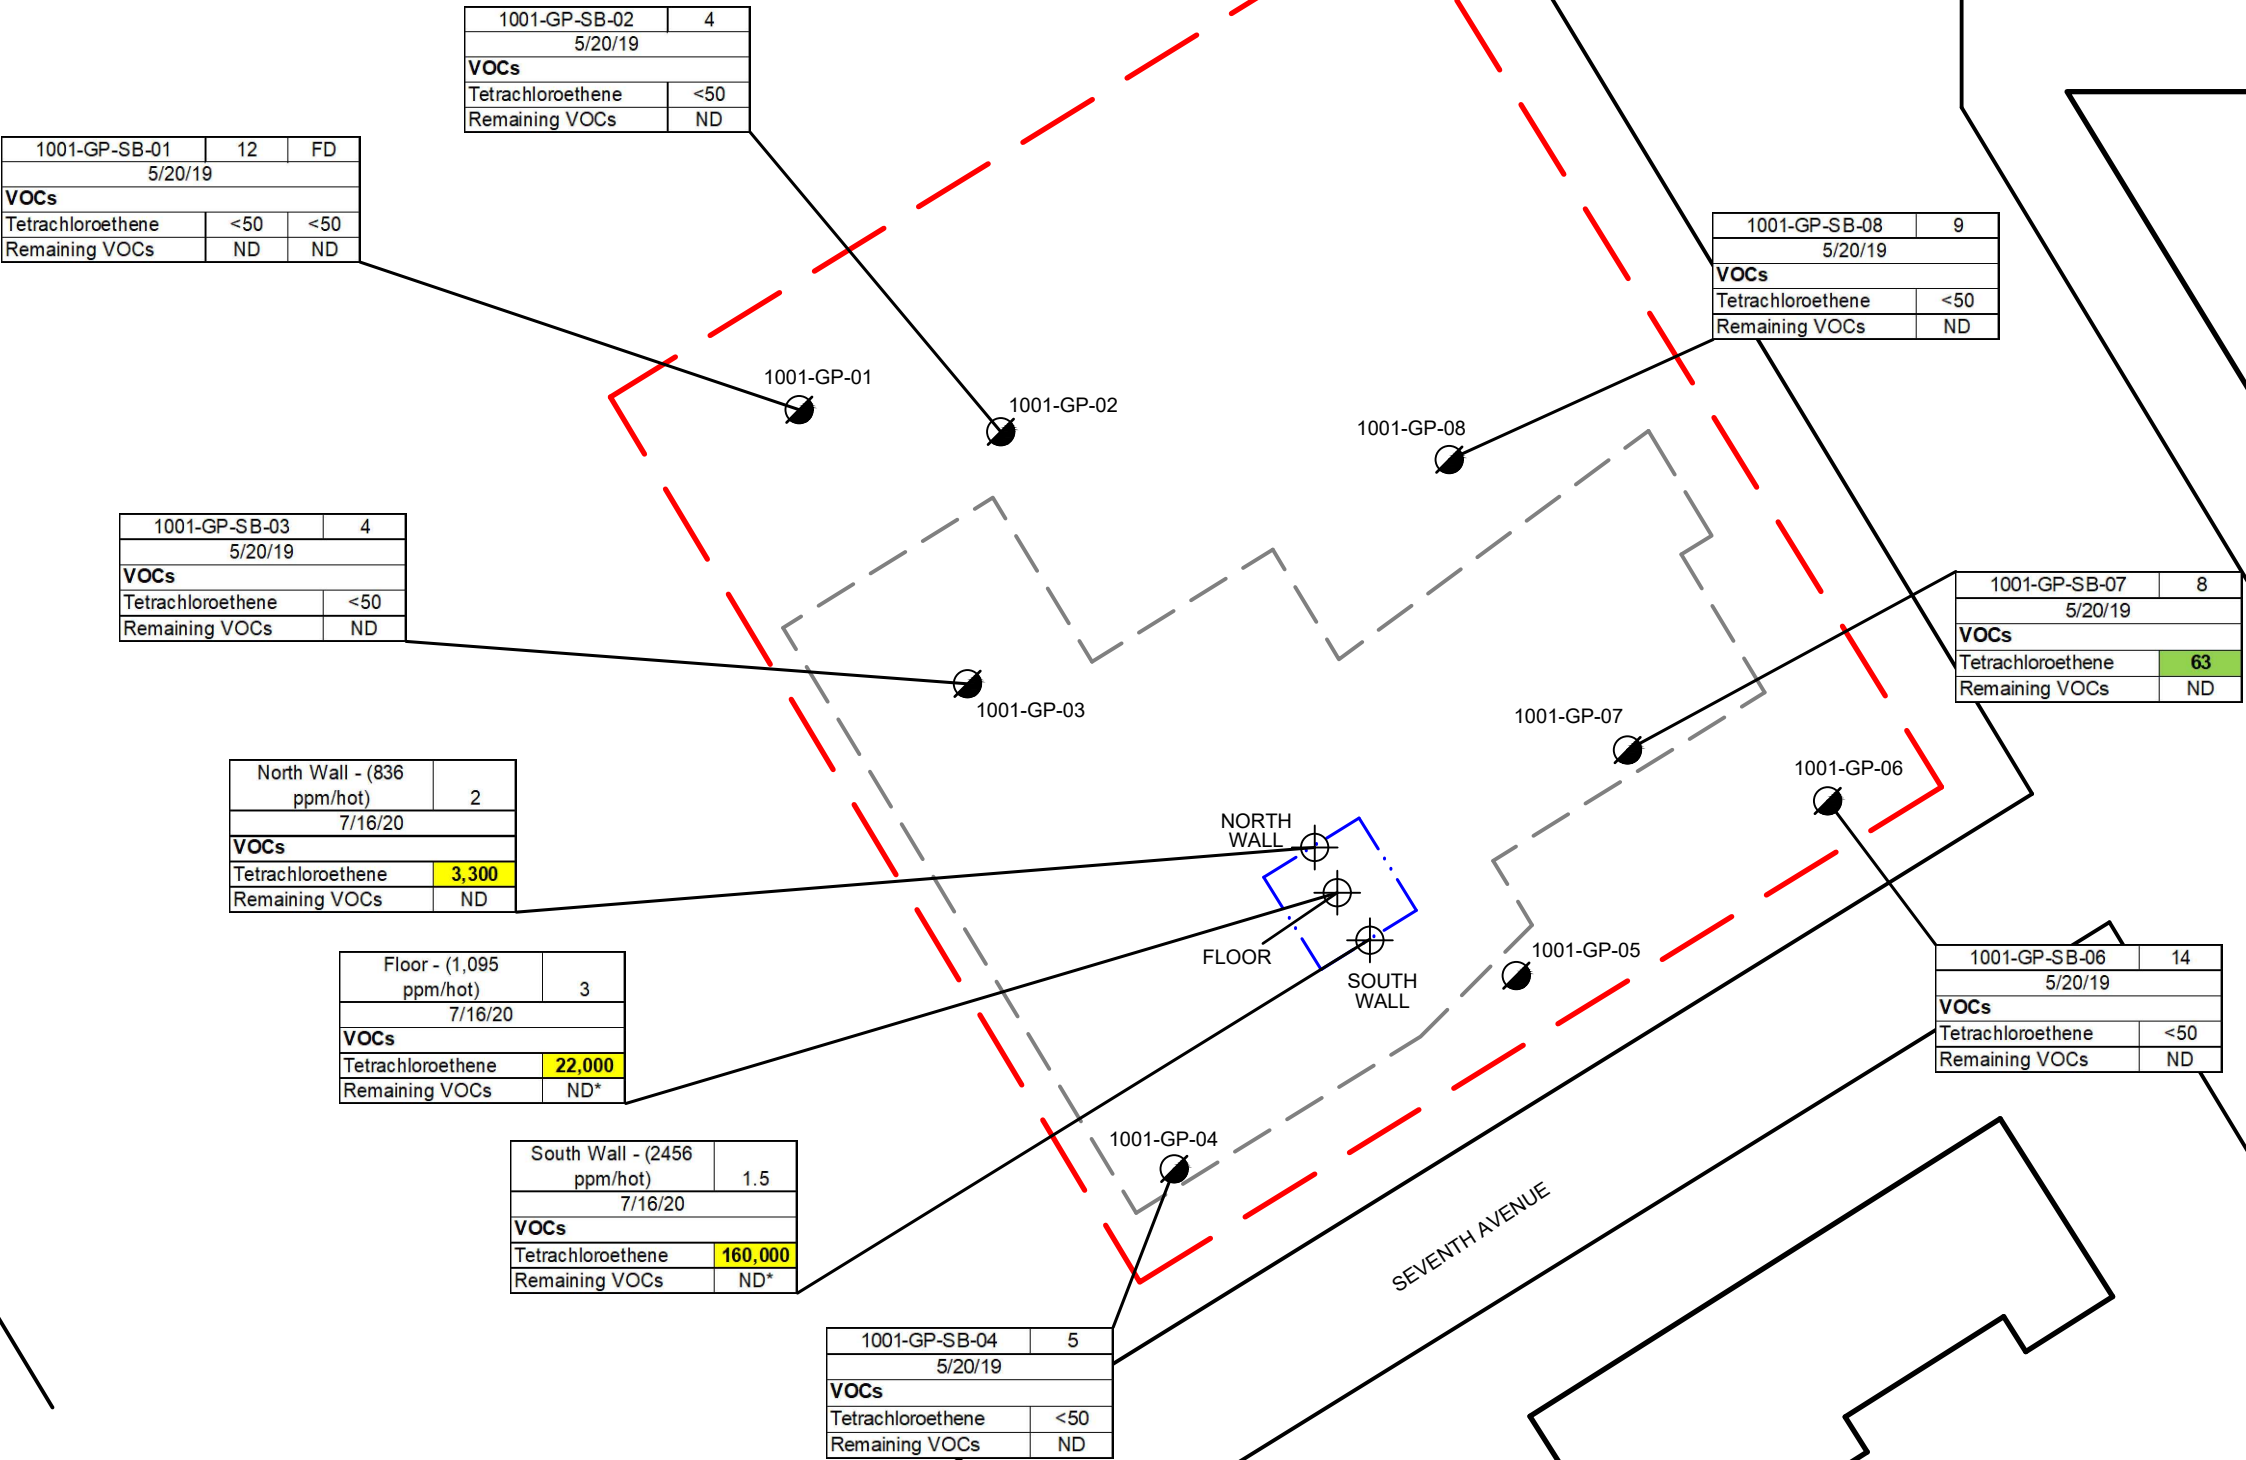 1001-GP-SB-02 4
5/20/19
VOCs
Tetrachloroethene <50
Remaining VOCs ND
1001-GP-SB-01 12 FD
5/20/19
VOCs
Tetrachloroethene <50 <50
Remaining VOCs ND ND
1001-GP-SB-08 9
5/20/19
VOCs
Tetrachloroethene <50
Remaining VOCs ND
1001-GP-01
1001-GP-02
1001-GP-08
1001-GP-SB-03 4
5/20/19
VOCs
Tetrachloroethene <50
Remaining VOCs ND
1001-GP-SB-07 8
5/20/19
VOCs
Tetrachloroethene 63
Remaining VOCs ND
1001-GP-03
1001-GP-07
1001-GP-06
North Wall - (836
ppm/hot) 2
7/16/20
VOCs
Tetrachloroethene 3,300
Remaining VOCs ND
NORTH
WALL
FLOOR
SOUTH
WALL
1001-GP-05
Floor - (1,095
ppm/hot) 3
7/16/20
VOCs
Tetrachloroethene 22,000
Remaining VOCs ND*
1001-GP-SB-06 14
5/20/19
VOCs
Tetrachloroethene <50
Remaining VOCs ND
South Wall - (2456
ppm/hot) 1.5
7/16/20
VOCs
Tetrachloroethene 160,000
Remaining VOCs ND*
1001-GP-04
SEVENTH AVENUE
1001-GP-SB-04 5
5/20/19
VOCs
Tetrachloroethene <50
Remaining VOCs ND